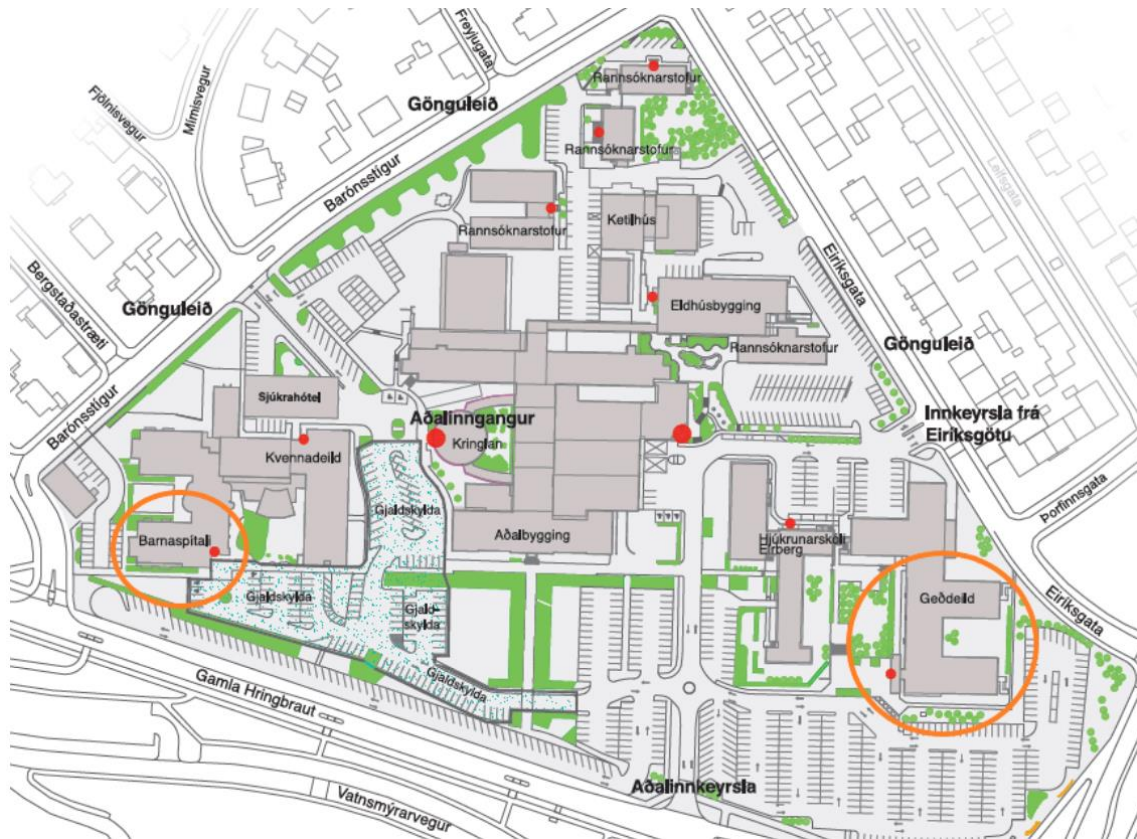 Freyjugata
Fjölnisvegur
Mímisvegur
Gönguleið
Barónsstígur
Rannsóknarstofur
Rannsóknarstofur
Rannsóknarstofur
Ketilhús
Leifsgata
Eiríksgata
Bergstaðastræti
Gönguleið
Eldhúsbygging
Rannsóknarstofur
Gönguleið
Barónsstígur
Sjúkrahótel
Aðalinngangur
Kringlan
Innkeyrsla frá
Eiríksgötu
Kvennadeild
Þorfinnsgata
Gjaldskylda
Aðalbygging
Barnaspítali
Hjúkrunarskóli
Eirberg
Gjaldskylda
Gjald-
skylda
Geðdeild
Eiríksgata
Gjaldskylda
Gamla Hringbraut
Aðalinnkeyrsla
Vatnsmýrarvegur